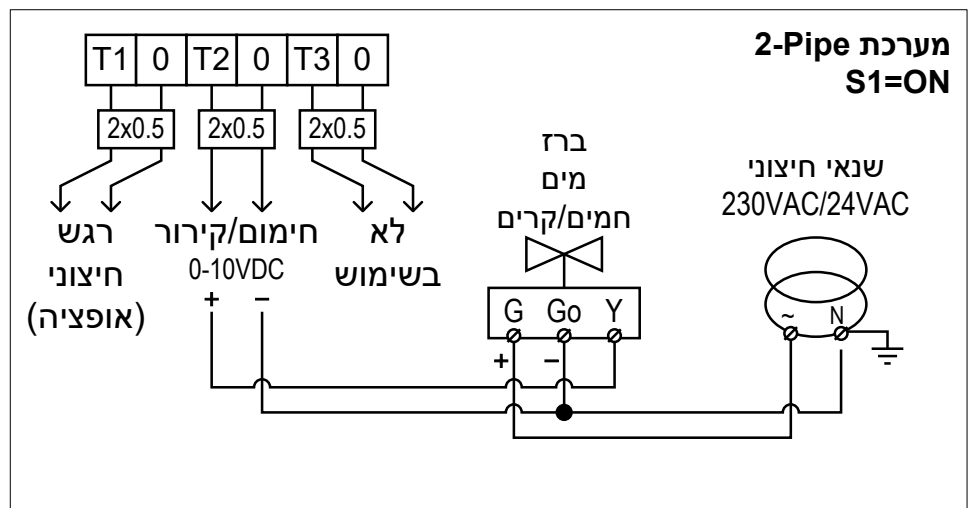 מערכת 2-Pipe
S1=ON
T1 0 T2 0 T3 0
2x0.5 2x0.5 2x0.5
רגש
חיצוני
(אופציה)
חימום/קירור
0-10VDC
+ −
לא
בשימוש
ברז
מים
חמים/קרים
G Go Y
+ −
שנאי חיצוני
230VAC/24VAC
~ N